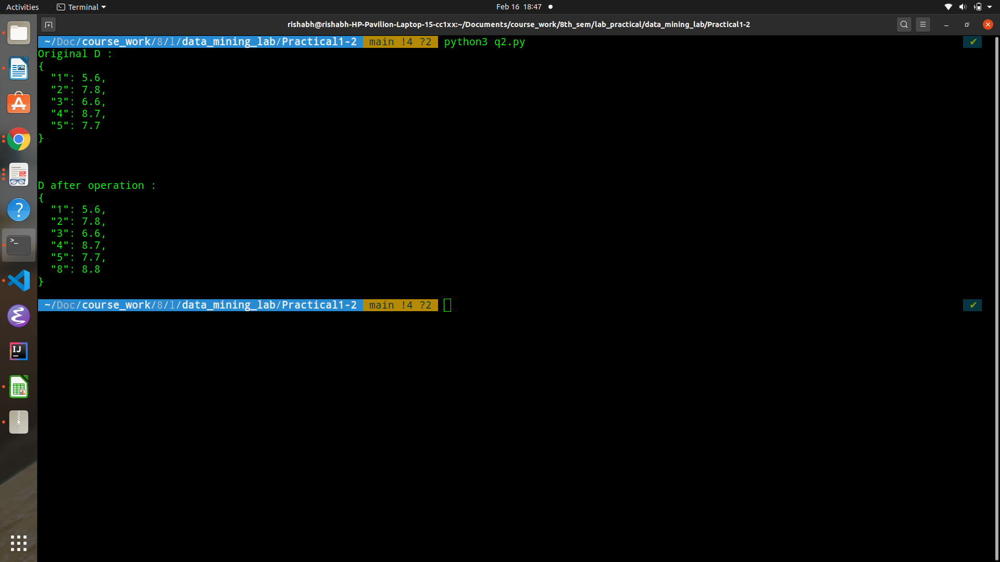 Activities Terminal Feb 16 18:47
rishabh@rishabh-HP-Pavilion-Laptop-15-cc1xx:~/Documents/course_work/8th_sem/lab_practical/data_mining_lab/Practical1-2
~/Doc/course_work/8/l/data_mining_lab/Practical1-2 main !4 ?2 python3 q2.py ✔
Original D :
{
  "1": 5.6,
  "2": 7.8,
  "3": 6.6,
  "4": 8.7,
  "5": 7.7
}
D after operation :
{
  "1": 5.6,
  "2": 7.8,
  "3": 6.6,
  "4": 8.7,
  "5": 7.7,
  "8": 8.8
}
~/Doc/course_work/8/l/data_mining_lab/Practical1-2 main !4 ?2 ✔
?
>_
IJ